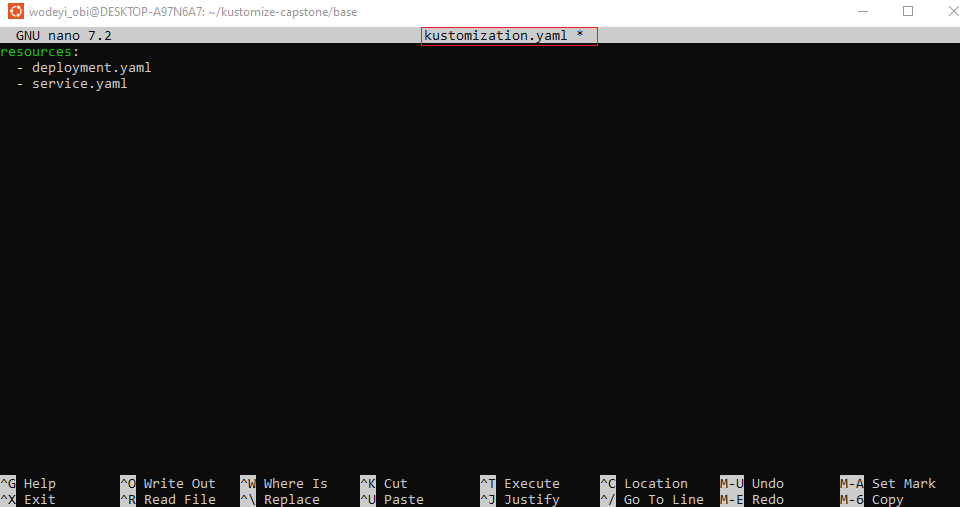 wodeyi_obi@DESKTOP-A97N6A7: ~/kustomize-capstone/base
GNU nano 7.2 kustomization.yaml *
resources:
  - deployment.yaml
  - service.yaml
^G Help ^O Write Out ^W Where Is ^K Cut ^T Execute ^C Location M-U Undo M-A Set Mark
^X Exit ^R Read File ^\ Replace ^U Paste ^J Justify ^/ Go To Line M-E Redo M-6 Copy